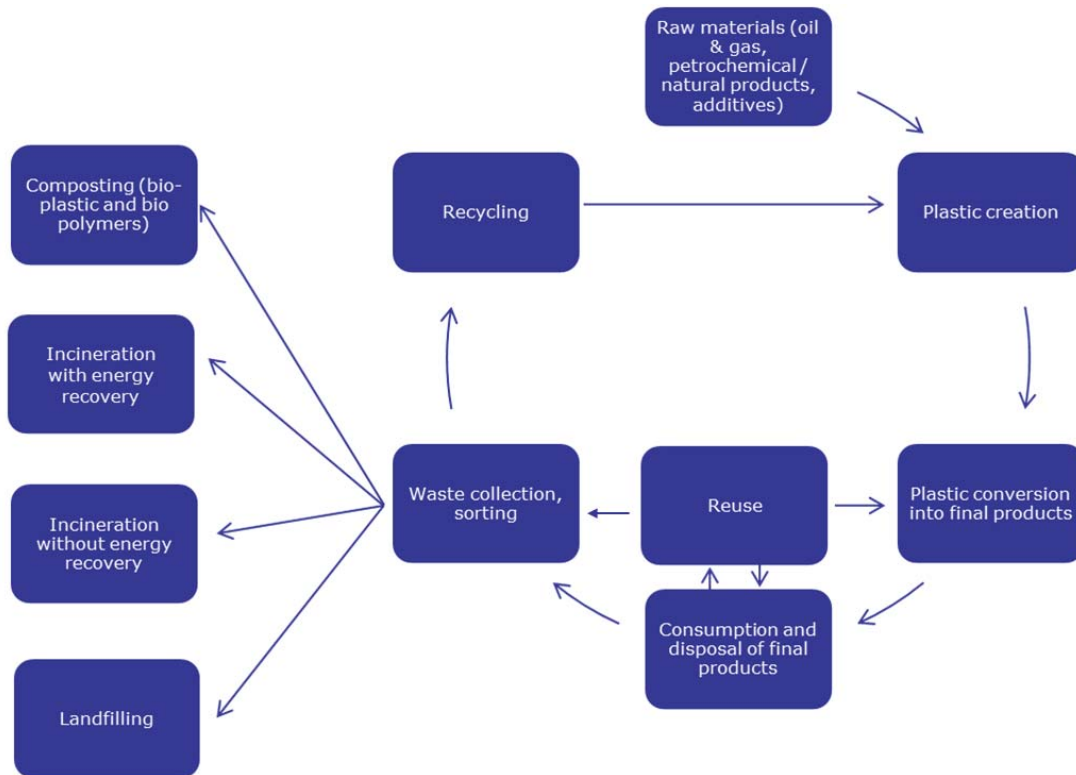 Raw materials (oil
& gas,
petrochemical /
natural products,
additives)
Composting (bio-
plastic and bio
polymers)
Recycling
Plastic creation
Incineration
with energy
recovery
Waste collection,
sorting
Reuse
Plastic conversion
into final products
Incineration
without energy
recovery
Consumption and
disposal of final
products
Landfilling